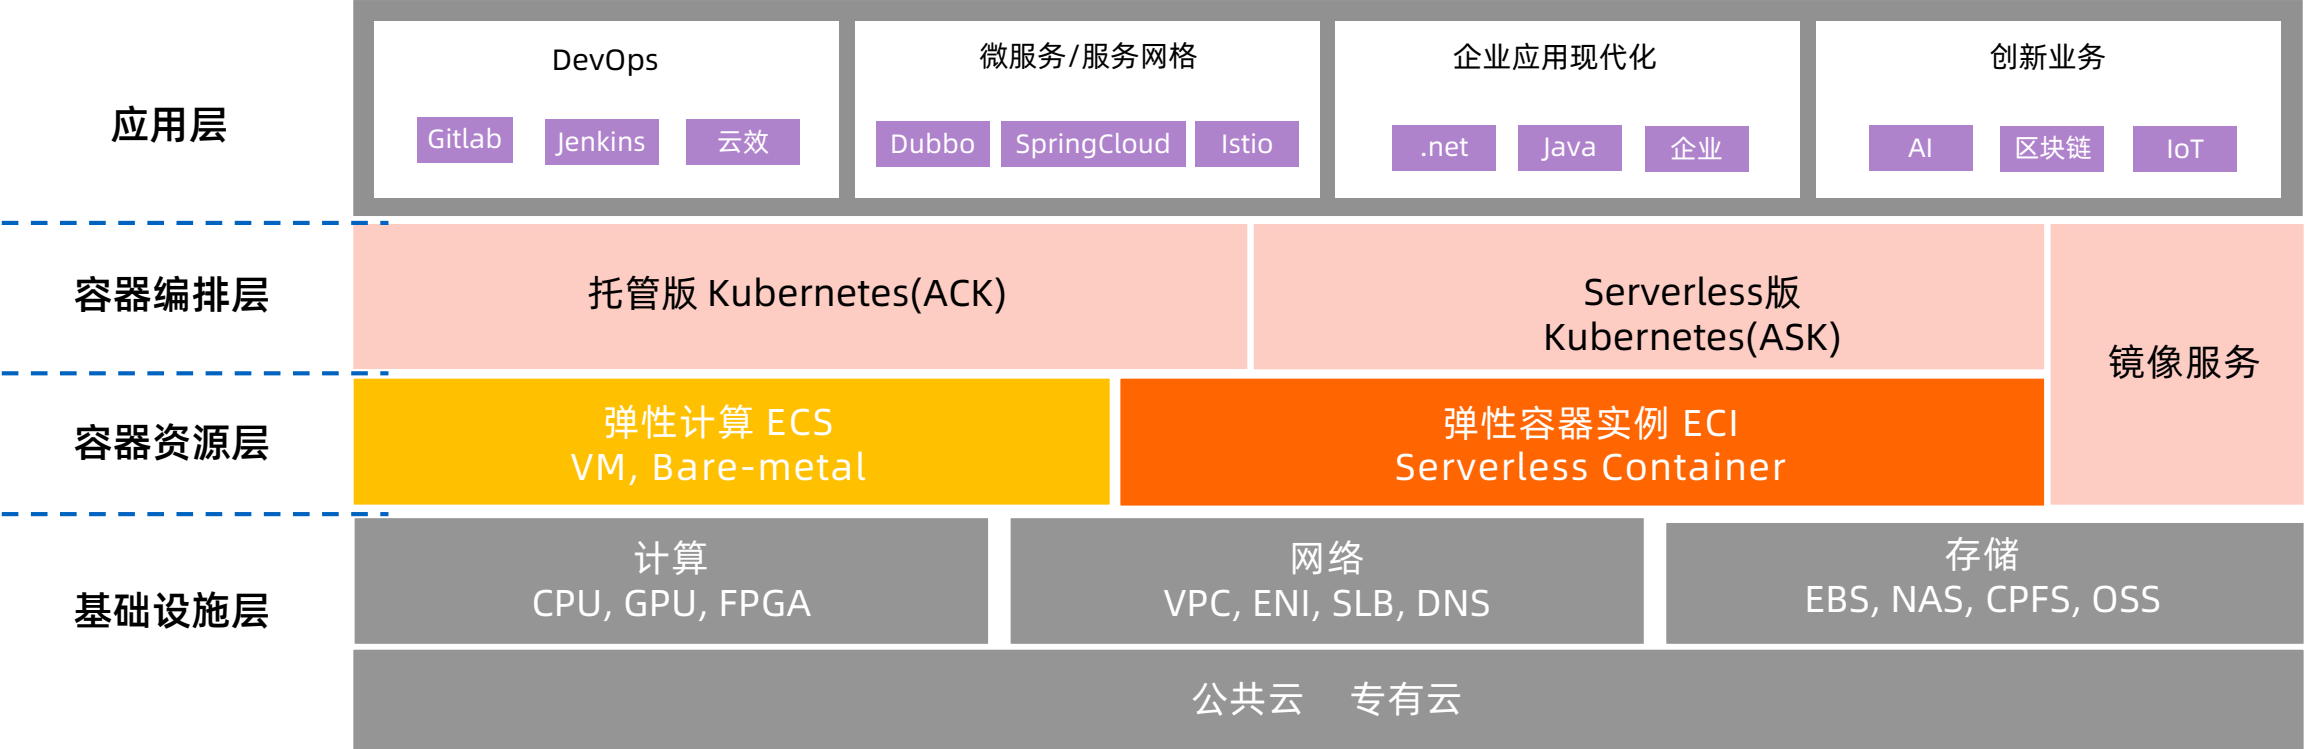 应用层
DevOps
Gitlab
Jenkins
云效
微服务/服务网格
Dubbo
SpringCloud
Istio
企业应用现代化
.net
Java
企业
创新业务
AI
区块链
IoT
容器编排层
托管版 Kubernetes(ACK)
Serverless版
Kubernetes(ASK)
镜像服务
容器资源层
弹性计算 ECS
VM, Bare-metal
弹性容器实例 ECI
Serverless Container
基础设施层
计算
CPU, GPU, FPGA
网络
VPC, ENI, SLB, DNS
存储
EBS, NAS, CPFS, OSS
公共云 专有云